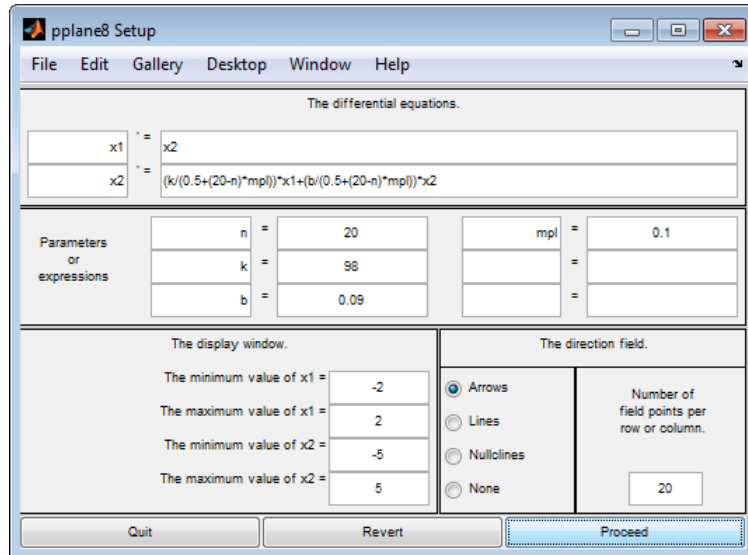 pplane8 Setup
File Edit Gallery Desktop Window Help
The differential equations.
x1 ' = x2
x2 ' = (k/(0.5+(20-n)*mpl))*x1+(b/(0.5+(20-n)*mpl))*x2
Parameters
or
expressions
n = 20 mpl = 0.1
k = 98 =
b = 0.09 =
The display window.
The minimum value of x1 = -2
The maximum value of x1 = 2
The minimum value of x2 = -5
The maximum value of x2 = 5
The direction field.
Arrows
Lines
Nullclines
None
Number of
field points per
row or column.
20
Quit Revert Proceed